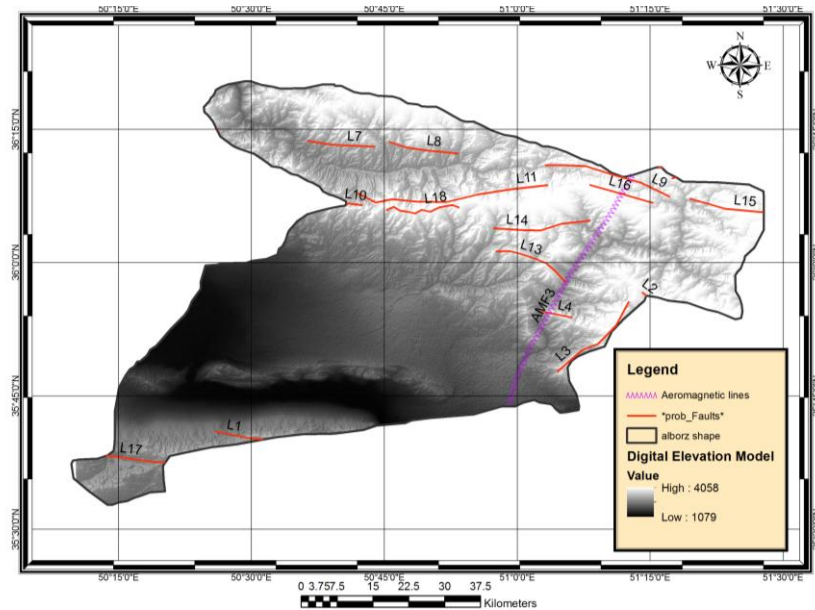 50°15'0"E 50°30'0"E 50°45'0"E 51°0'0"E 51°15'0"E 51°30'0"E
N
W E
S
36°15'0"N
L7
L8
L9
L11
L16
L10
L18
L15
L14
36°0'0"N
L13
L2
AMF3
L4
L3
35°45'0"N
L1
L17
35°30'0"N
Legend
Aeromagnetic lines
*prob_Faults*
alborz shape
Digital Elevation Model
Value
High : 4058
Low : 1079
50°15'0"E 50°30'0"E 50°45'0"E 51°0'0"E 51°15'0"E 51°30'0"E
0 3.757.5 15 22.5 30 37.5
Kilometers